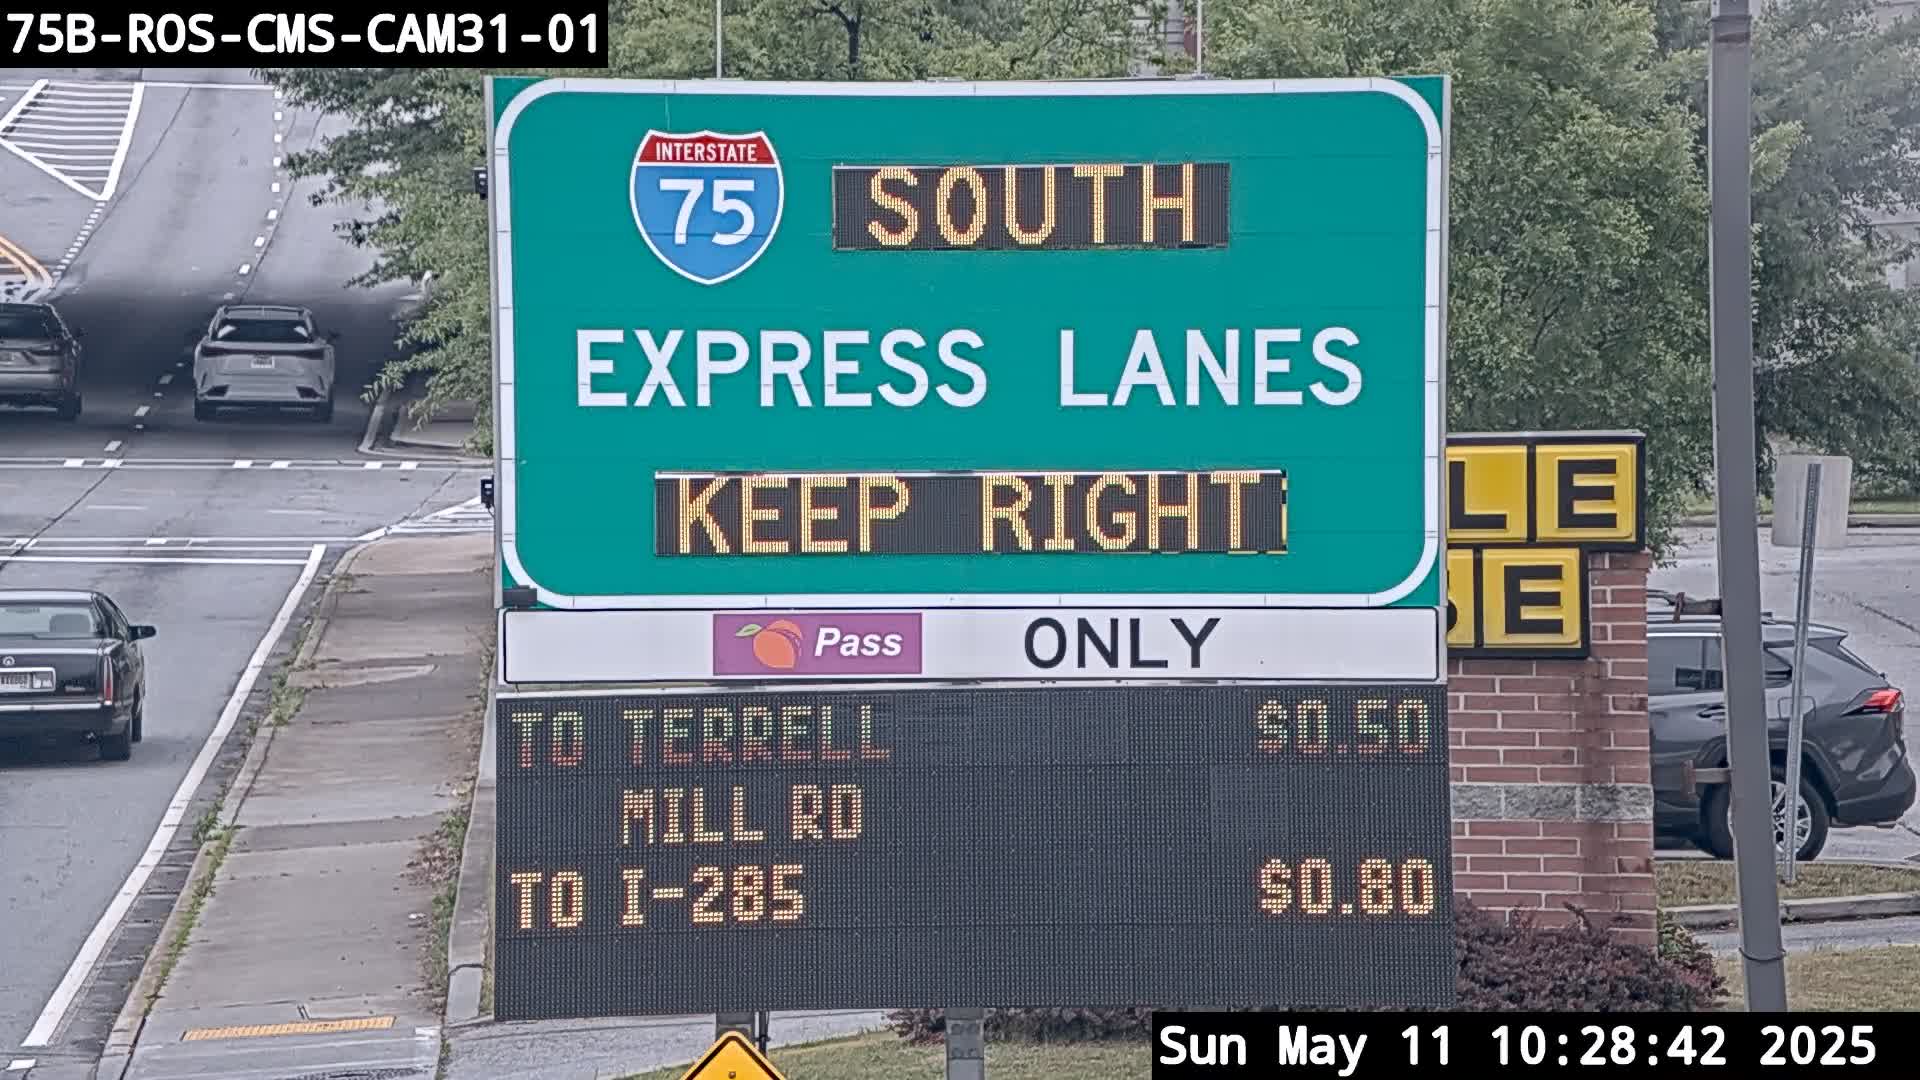 75B-ROS-CMS-CAM31-01
INTERSTATE
75
SOUTH
EXPRESS LANES
KEEP RIGHT
Pass ONLY
TO TERRELL $0.50
MILL RD
TO I-285 $0.80
LE
E
Sun May 11 10:28:42 2025